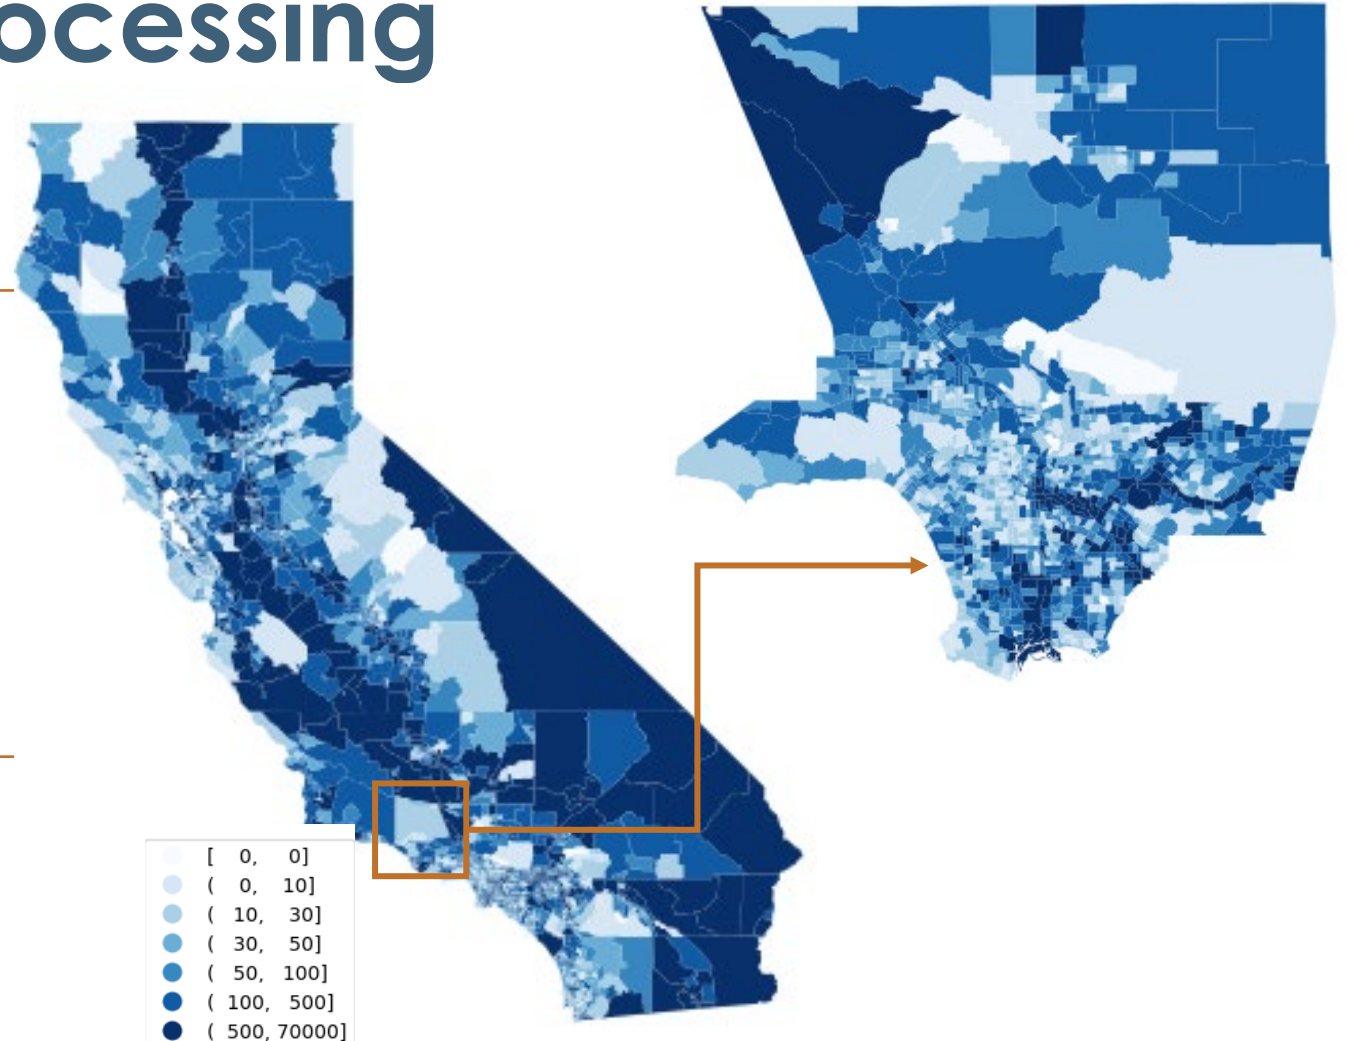 ocessing
[ 0, 0]
( 0, 10]
( 10, 30]
( 30, 50]
( 50, 100]
( 100, 500]
( 500, 70000]